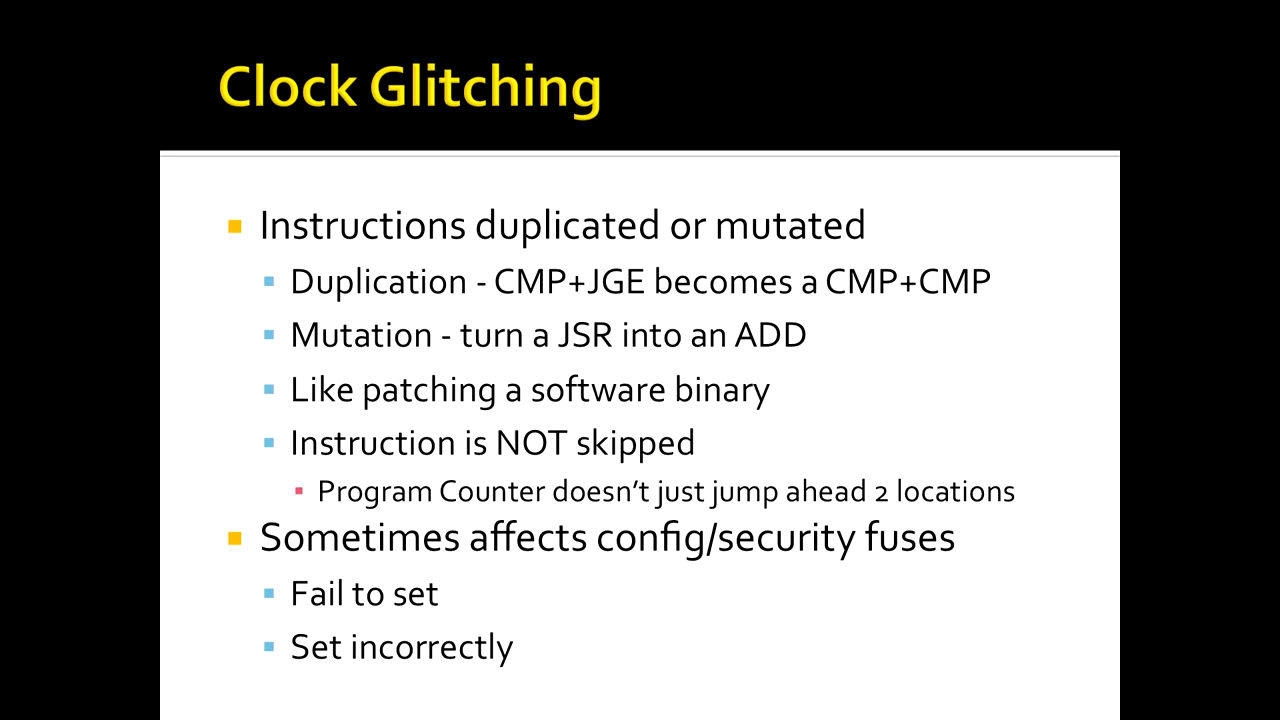 Clock Glitching
Instructions duplicated or mutated
Duplication - CMP+JGE becomes a CMP+CMP
Mutation - turn a JSR into an ADD
Like patching a software binary
Instruction is NOT skipped
Program Counter doesn’t just jump ahead 2 locations
Sometimes affects config/security fuses
Fail to set
Set incorrectly